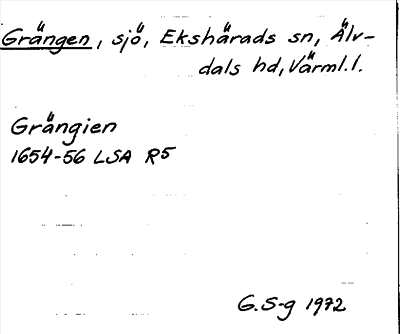 Grängen, sjö, Ekshärads sn, Älv-
dals hd, Värml.l.
Grängien
1654-56 LSA R5
G.S-g 1972